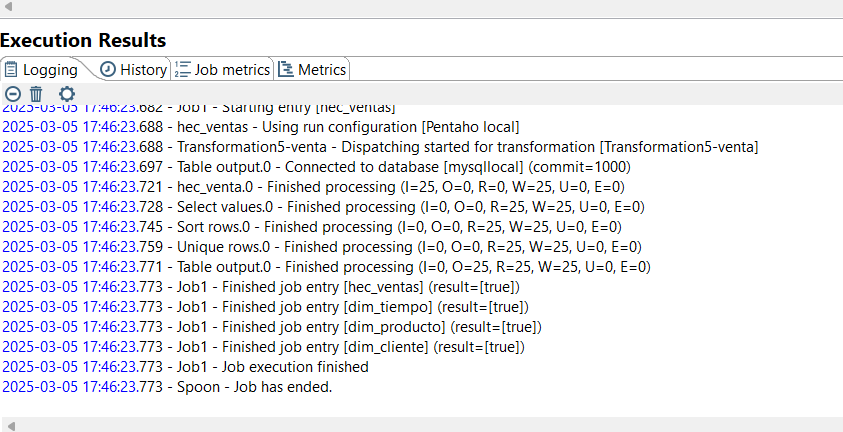 Execution Results
Logging History Job metrics Metrics
2025-03-05 17:46:23.682 - Job1 - Starting entry [hec_ventas]
2025-03-05 17:46:23.688 - hec_ventas - Using run configuration [Pentaho local]
2025-03-05 17:46:23.688 - Transformation5-venta - Dispatching started for transformation [Transformation5-venta]
2025-03-05 17:46:23.697 - Table output.0 - Connected to database [mysqllocal] (commit=1000)
2025-03-05 17:46:23.721 - hec_venta.0 - Finished processing (I=25, O=0, R=0, W=25, U=0, E=0)
2025-03-05 17:46:23.728 - Select values.0 - Finished processing (I=0, O=0, R=25, W=25, U=0, E=0)
2025-03-05 17:46:23.745 - Sort rows.0 - Finished processing (I=0, O=0, R=25, W=25, U=0, E=0)
2025-03-05 17:46:23.759 - Unique rows.0 - Finished processing (I=0, O=0, R=25, W=25, U=0, E=0)
2025-03-05 17:46:23.771 - Table output.0 - Finished processing (I=0, O=25, R=25, W=25, U=0, E=0)
2025-03-05 17:46:23.773 - Job1 - Finished job entry [hec_ventas] (result=[true])
2025-03-05 17:46:23.773 - Job1 - Finished job entry [dim_tiempo] (result=[true])
2025-03-05 17:46:23.773 - Job1 - Finished job entry [dim_producto] (result=[true])
2025-03-05 17:46:23.773 - Job1 - Finished job entry [dim_cliente] (result=[true])
2025-03-05 17:46:23.773 - Job1 - Job execution finished
2025-03-05 17:46:23.773 - Spoon - Job has ended.